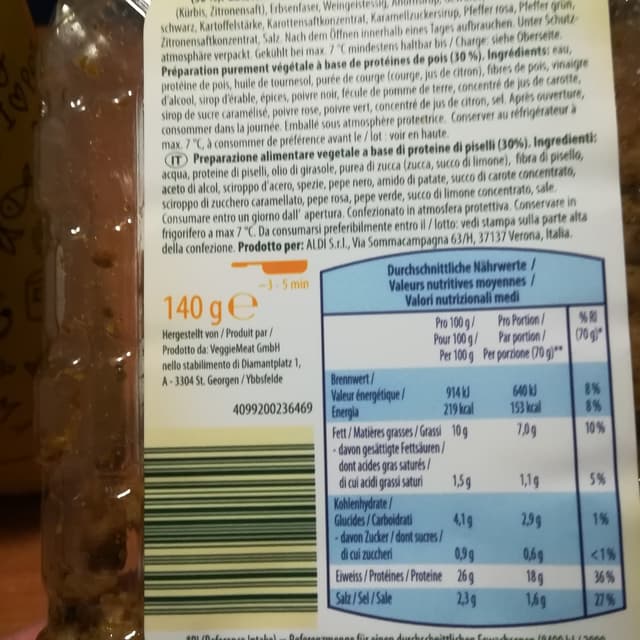 (Kürbis, Zitronensaft), Erbsenfaser, Weingeistessig,
schwarz, Kartoffelstärke, Karottensaftkonzentrat, Karamellzuckersirup, Pfeffer rosa, Pfeffer grün,
Zitronensaftkonzentrat, Salz. Nach dem Öffnen innerhalb eines Tages aufbrauchen. Unter Schutz-
atmosphäre verpackt. Gekühlt bei max. 7 °C mindestens haltbar bis / Charge: siehe Oberseite.
Préparation purement végétale à base de protéines de pois (30 %). Ingrédients: eau,
protéine de pois, huile de tournesol, purée de courge (courge, jus de citron), fibres de pois, vinaigre
d'alcool, sirop d'érable, épices, poivre noir, fécule de pomme de terre, concentré de jus de carotte,
sirop de sucre caramélisé, poivre rose, poivre vert, concentré de jus de citron, sel. Après ouverture,
consommer dans la journée. Emballé sous atmosphère protectrice. Conserver au réfrigérateur à
max. 7 °C, à consommer de préférence avant le / lot : voir en haute.
IT Preparazione alimentare vegetale a base di proteine di piselli (30%). Ingredienti:
acqua, proteine di piselli, olio di girasole, purea di zucca (zucca, succo di limone), fibra di pisello,
aceto di alcol, sciroppo d'acero, spezie, pepe nero, amido di patate, succo di carote concentrato,
sciroppo di zucchero caramellato, pepe rosa, pepe verde, succo di limone concentrato, sale.
Consumare entro un giorno dall' apertura. Confezionato in atmosfera protettiva. Conservare in
frigorifero a max 7 °C. Da consumarsi preferibilmente entro il / lotto: vedi stampa sulla parte alta
della confezione. Prodotto per: ALDI S.r.l., Via Sommacampagna 63/H, 37137 Verona, Italia.
~3-5 min
140 g e
Hergestellt von / Produit par /
Prodotto da: VeggieMeat GmbH
nello stabilimento di Diamantplatz 1,
A - 3304 St. Georgen / Ybbsfelde
4099200236469
Durchschnittliche Nährwerte /
Valeurs nutritives moyennes /
Valori nutrizionali medi
Pro 100 g / Pro Portion / % RI
Pour 100 g / Par portion / (70 g)*
Per 100 g Per porzione (70 g)**
Brennwert /
Valeur énergétique / 914 kJ 640 kJ 8%
Energia 219 kcal 153 kcal 8%
Fett / Matières grasses / Grassi 10 g 7,0 g 10%
- davon gesättigte Fettsäuren /
dont acides gras saturés /
di cui acidi grassi saturi 1,5 g 1,1 g 5%
Kohlenhydrate /
Glucides / Carboidrati 4,1 g 2,9 g 1%
- davon Zucker / dont sucres /
di cui zuccheri 0,9 g 0,6 g <1%
Eiweiss / Protéines / Proteine 26 g 18 g 36%
Salz / Sel / Sale 2,3 g 1,6 g 27%